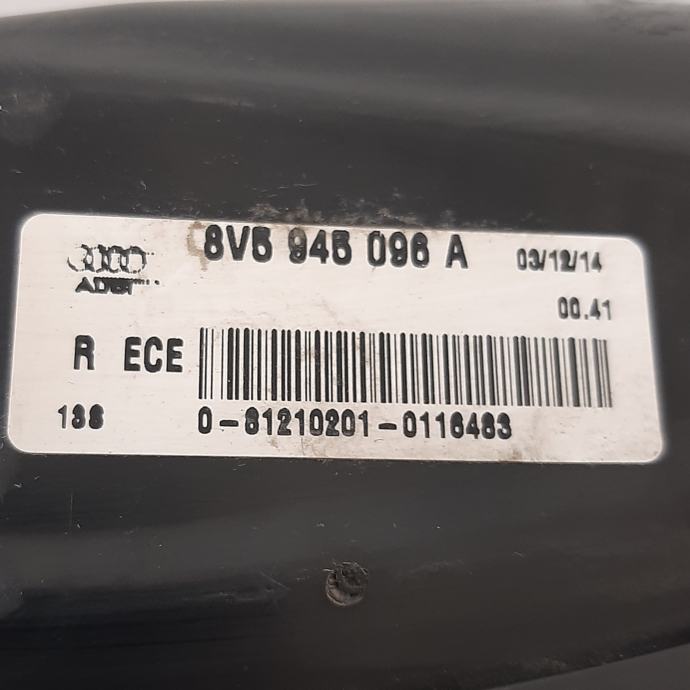 8V5 945 096 A 03/12/14
00.41
R ECE
138 0-81210201-0116483